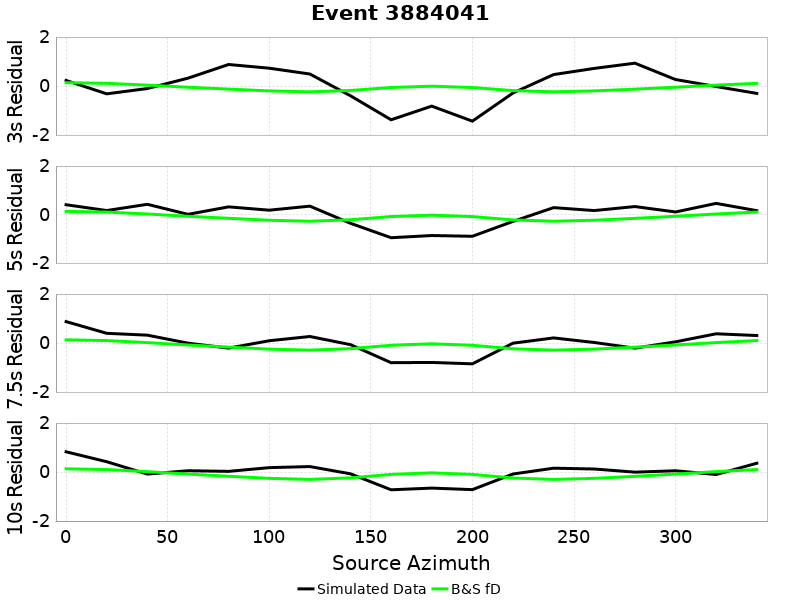 Event 3884041
3s Residual
2
0
-2
5s Residual
2
0
-2
7.5s Residual
2
0
-2
10s Residual
2
0
-2
0 50 100 150 200 250 300
Source Azimuth
Simulated Data B&S fD